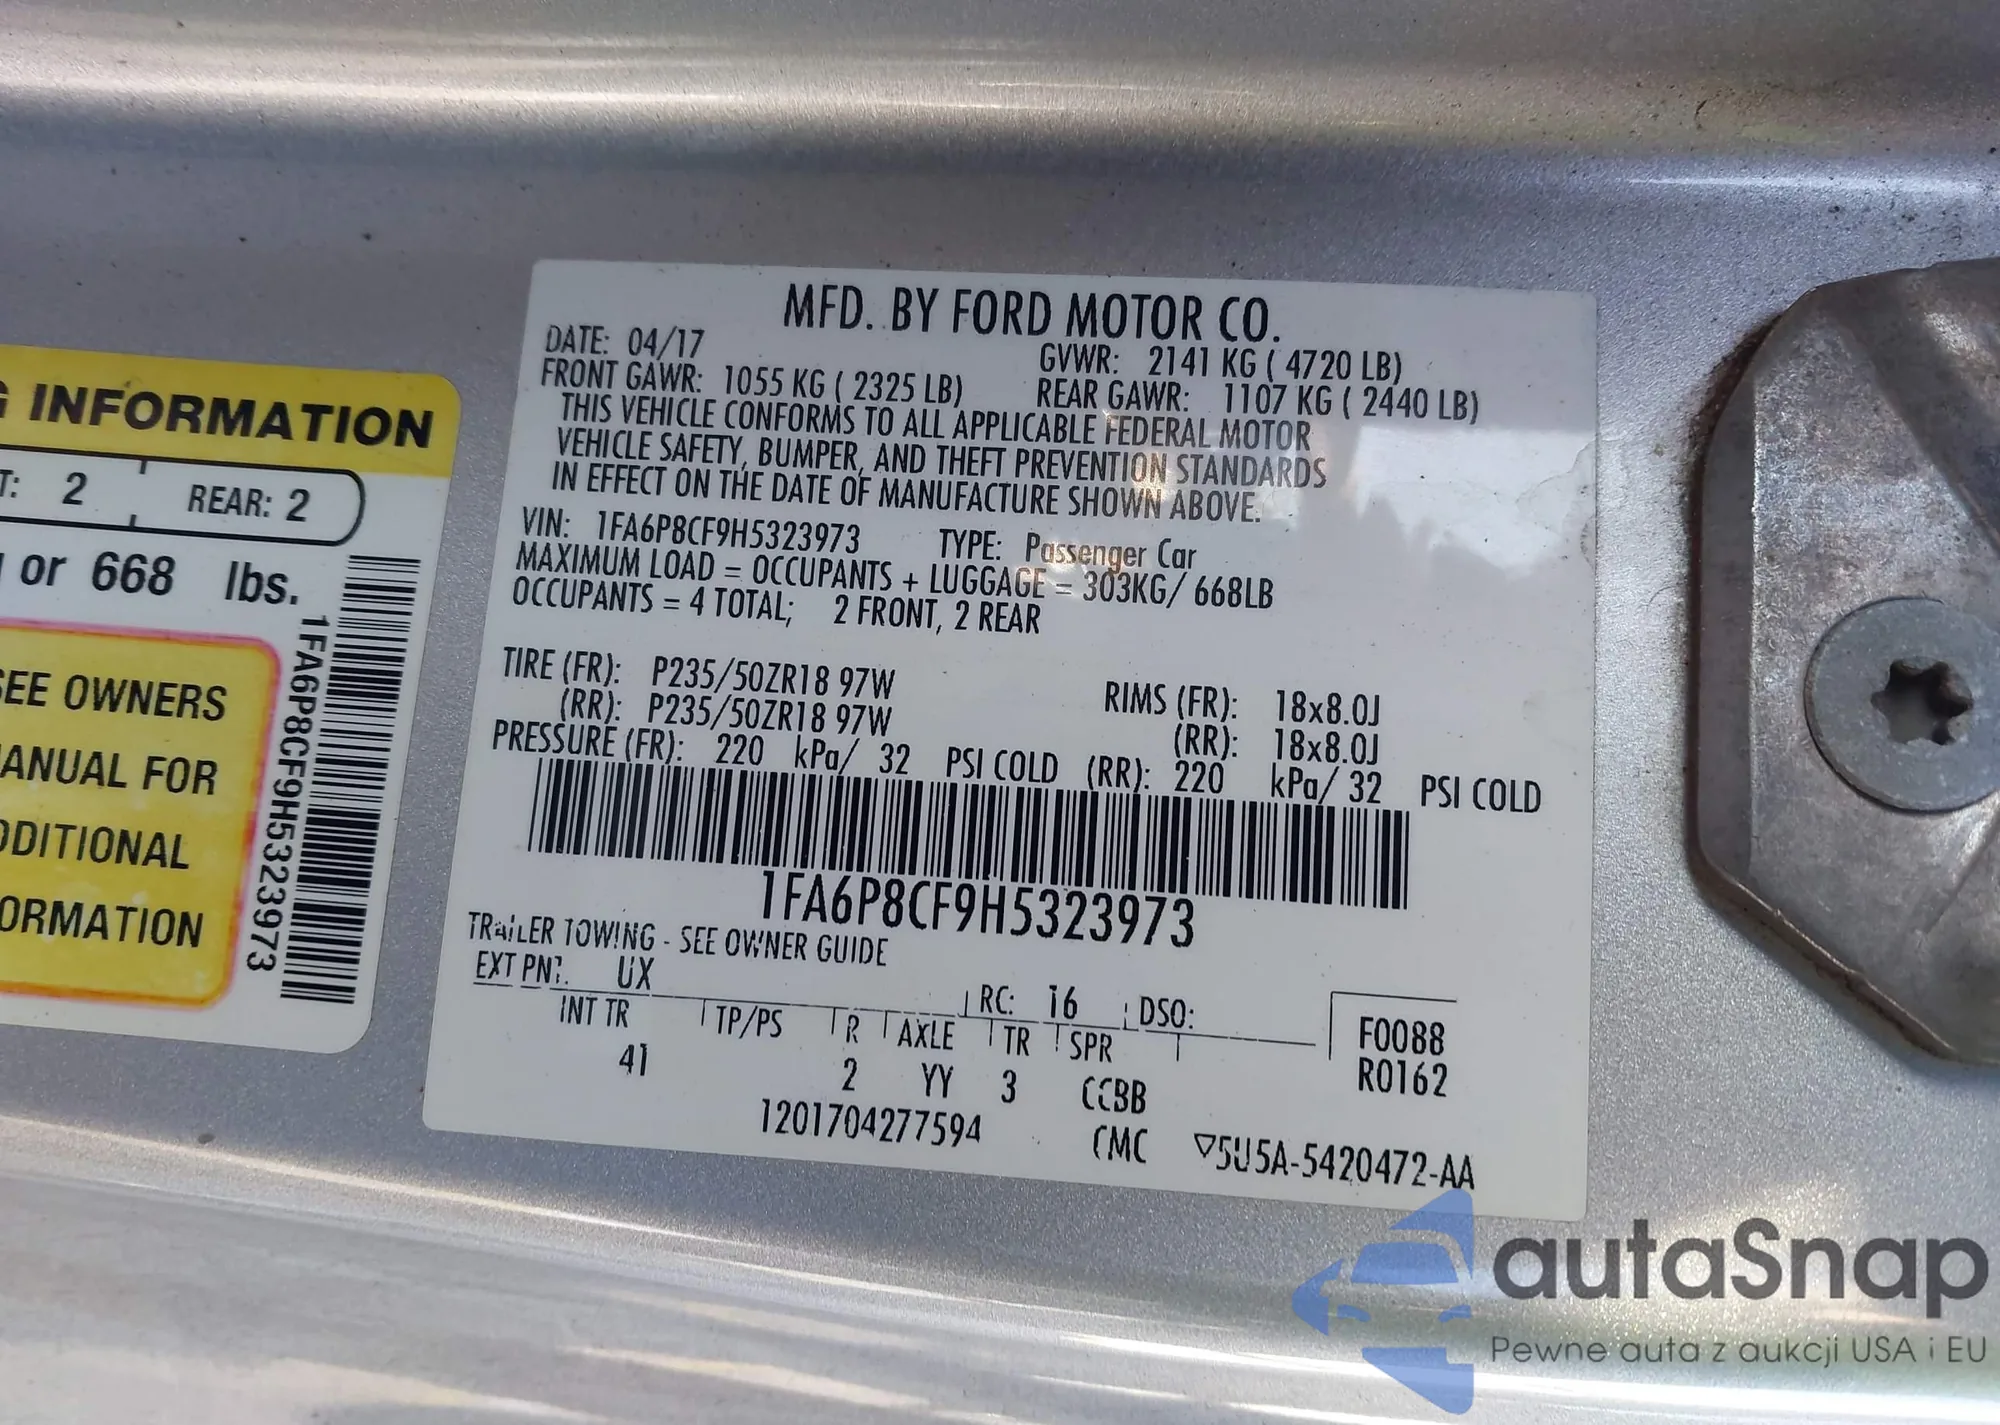 G INFORMATION
T: 2 REAR: 2
or 668 lbs.
SEE OWNERS
MANUAL FOR
ADDITIONAL
INFORMATION
1FA6P8CF9H5323973
MFD. BY FORD MOTOR CO.
DATE: 04/17 GVWR: 2141 KG ( 4720 LB)
FRONT GAWR: 1055 KG ( 2325 LB) REAR GAWR: 1107 KG ( 2440 LB)
THIS VEHICLE CONFORMS TO ALL APPLICABLE FEDERAL MOTOR
VEHICLE SAFETY, BUMPER, AND THEFT PREVENTION STANDARDS
IN EFFECT ON THE DATE OF MANUFACTURE SHOWN ABOVE.
VIN: 1FA6P8CF9H5323973 TYPE: Passenger Car
MAXIMUM LOAD = OCCUPANTS + LUGGAGE = 303KG/ 668LB
OCCUPANTS = 4 TOTAL; 2 FRONT, 2 REAR
TIRE (FR): P235/50ZR18 97W RIMS (FR): 18x8.0J
(RR): P235/50ZR18 97W (RR): 18x8.0J
PRESSURE (FR): 220 kPa/ 32 PSI COLD (RR): 220 kPa/ 32 PSI COLD
1FA6P8CF9H5323973
TRAILER TOWING - SEE OWNER GUIDE
EXT PNT. UX RC: 16 DSO:
INT TR TP/PS R AXLE TR SPR F0088
41 2 YY 3 CCBB R0162
1201704277594 CMC ▽5U5A-5420472-AA
autaSnap
Pewne auta z aukcji USA i EU